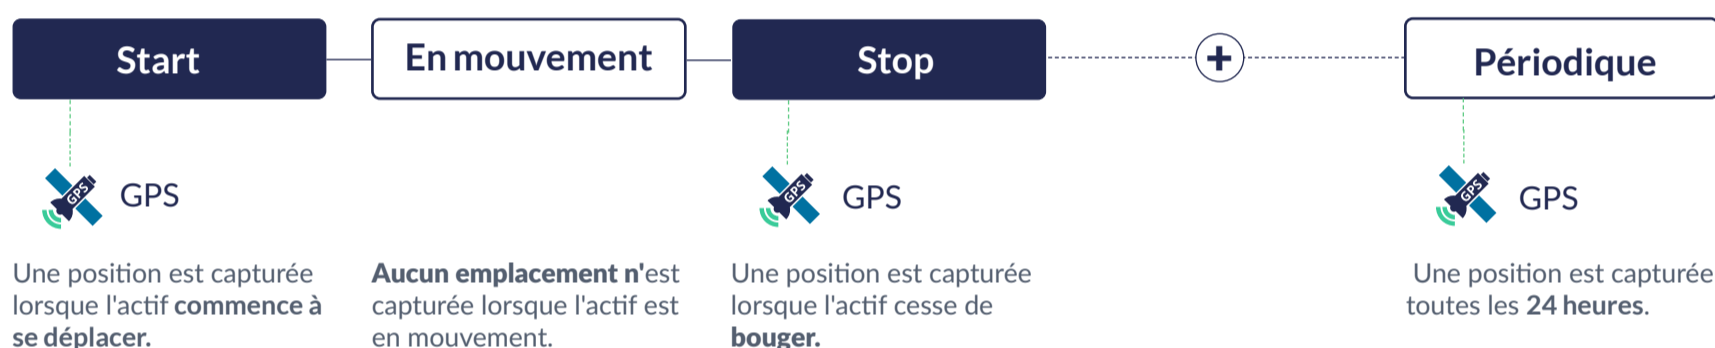 Start
En mouvement
Stop
+
Périodique
GPS
GPS
GPS
GPS
GPS
GPS
Une position est capturée
lorsque l'actif commence à
se déplacer.
Aucun emplacement n'est
capturée lorsque l'actif est
en mouvement.
Une position est capturée
lorsque l'actif cesse de
bouger.
Une position est capturée
toutes les 24 heures.